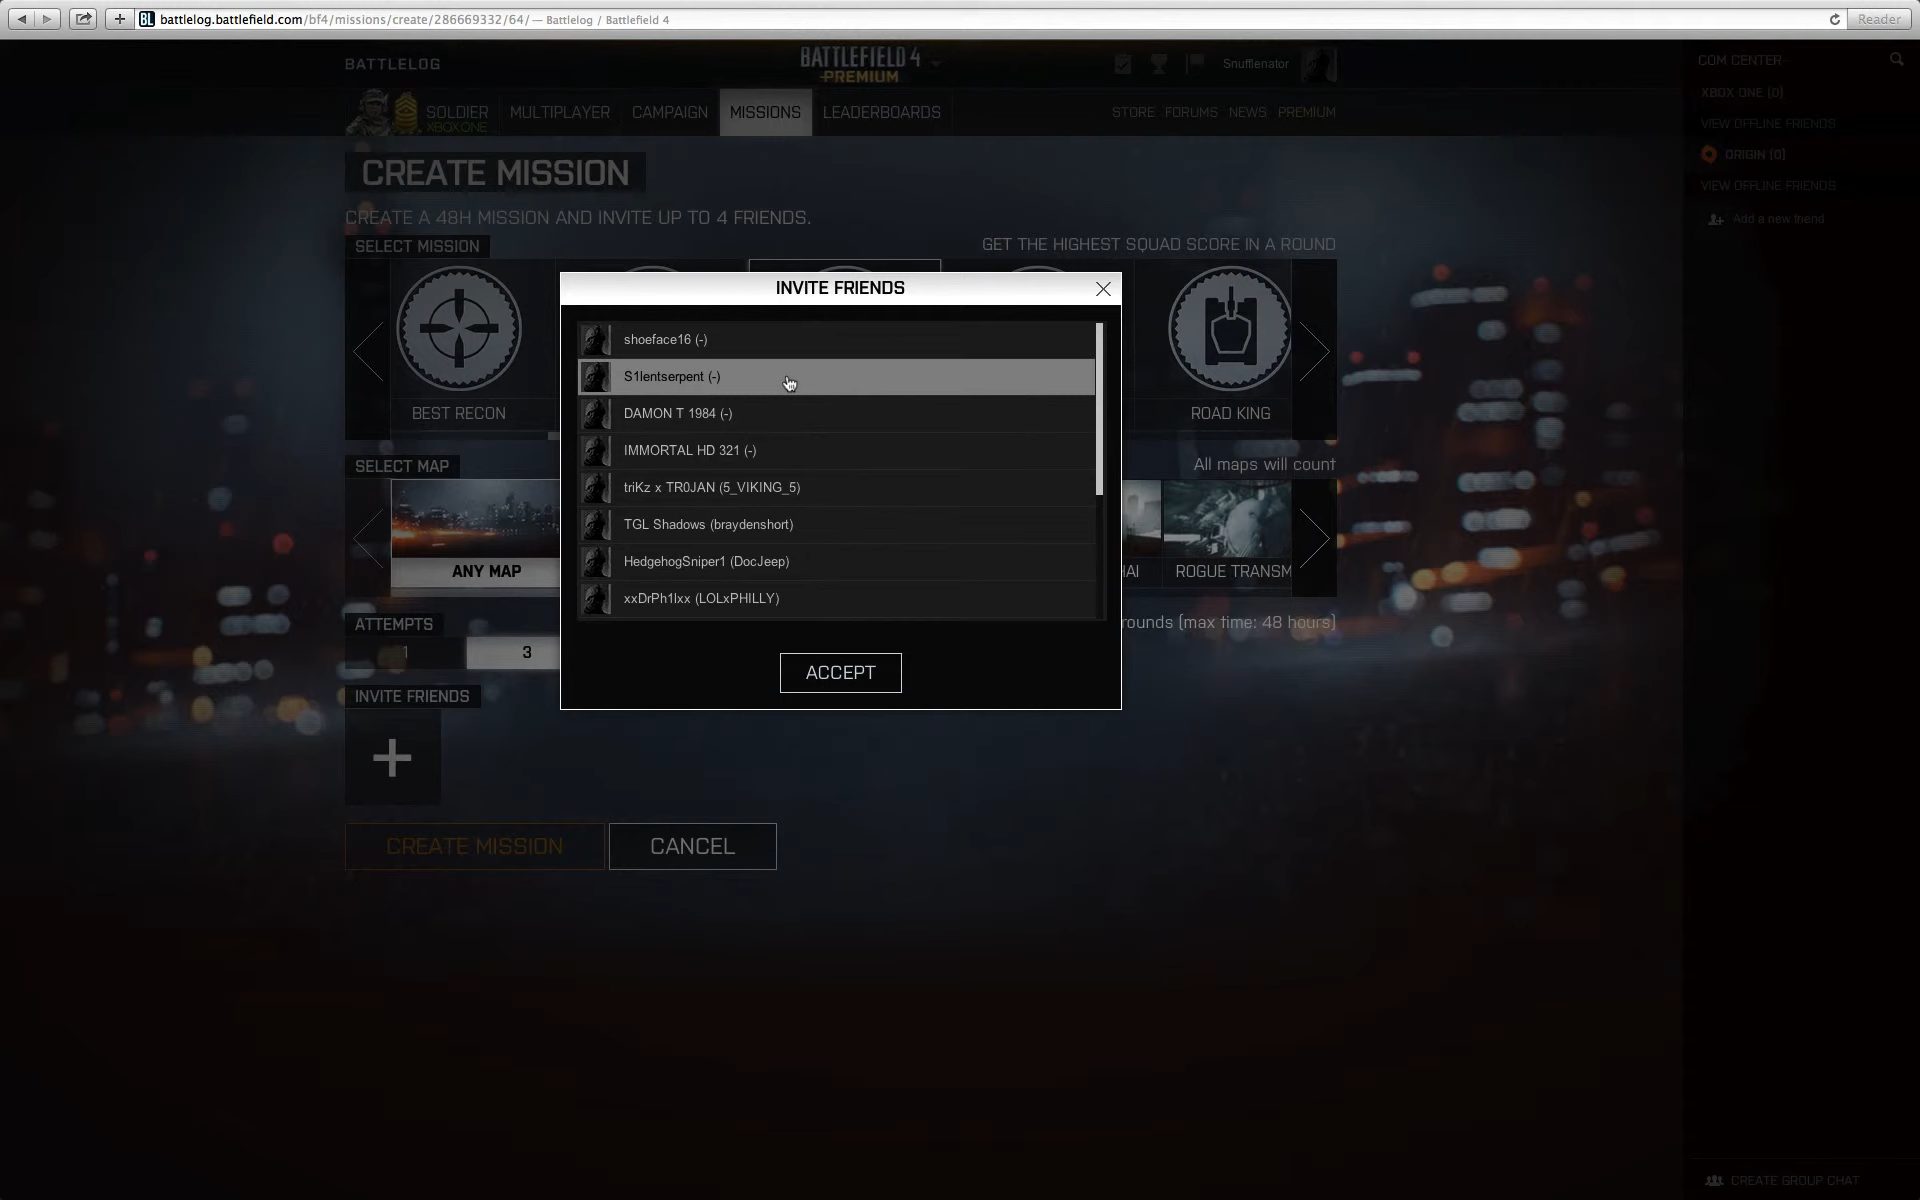 battlelog.battlefield.com/bf4/missions/create/286669332/64/ — Battlelog / Battlefield 4
Reader
BATTLELOG
BATTLEFIELD 4
PREMIUM
Snufflenator
COM CENTER
XBOX ONE (0)
SOLDIER
XBOX ONE
MULTIPLAYER
CAMPAIGN
MISSIONS
LEADERBOARDS
STORE
FORUMS
NEWS
PREMIUM
VIEW OFFLINE FRIENDS
ORIGIN (0)
VIEW OFFLINE FRIENDS
Add a new friend
CREATE MISSION
CREATE A 48H MISSION AND INVITE UP TO 4 FRIENDS.
SELECT MISSION
GET THE HIGHEST SQUAD SCORE IN A ROUND
BEST RECON
ROAD KING
INVITE FRIENDS
shoeface16 (-)
S1lentserpent (-)
DAMON T 1984 (-)
IMMORTAL HD 321 (-)
triKz x TR0JAN (5_VIKING_5)
TGL Shadows (braydenshort)
HedgehogSniper1 (DocJeep)
xxDrPh1lxx (LOLxPHILLY)
ACCEPT
SELECT MAP
All maps will count
ANY MAP
HAI
ROGUE TRANSM
ATTEMPTS
rounds (max time: 48 hours)
1
3
INVITE FRIENDS
CREATE MISSION
CANCEL
CREATE GROUP CHAT